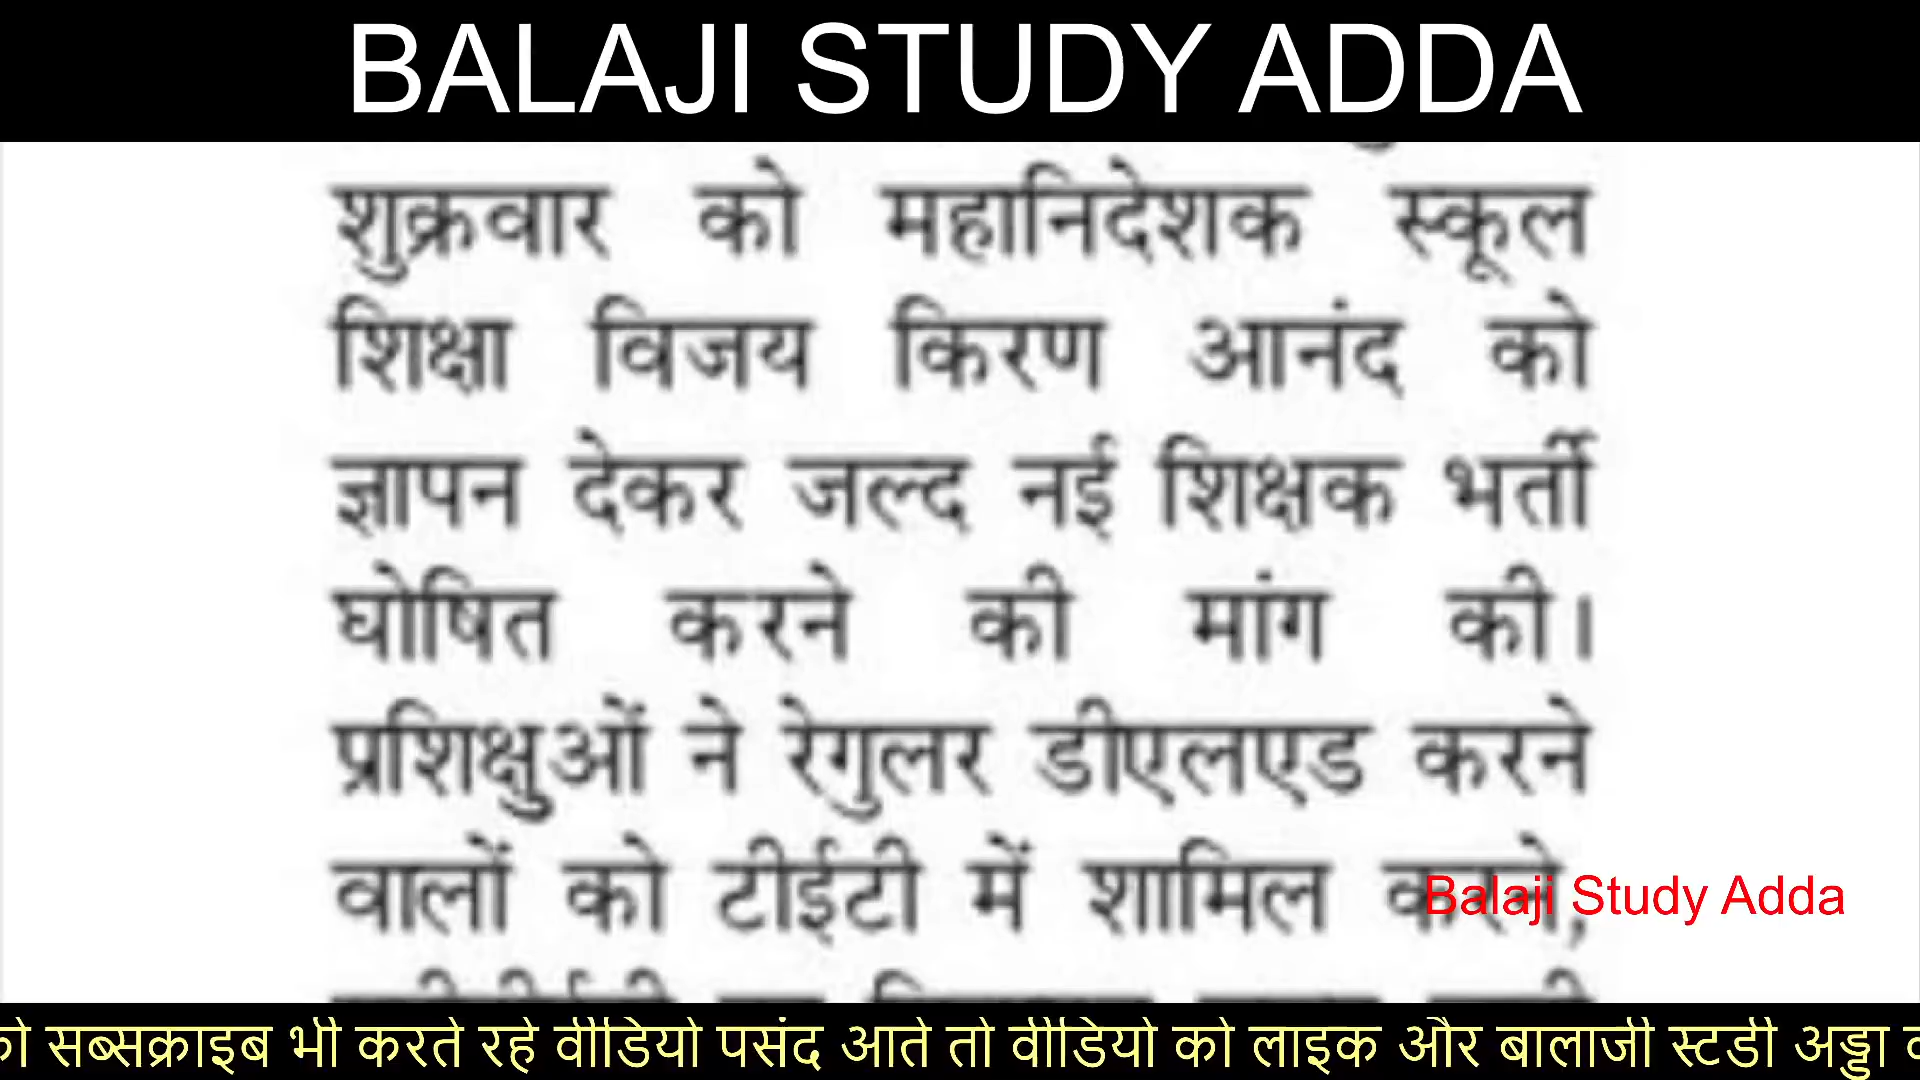 BALAJI STUDY ADDA
शुक्रवार को महानिदेशक स्कूल
शिक्षा विजय किरण आनंद को
ज्ञापन देकर जल्द नई शिक्षक भर्ती
घोषित करने की मांग की।
प्रशिक्षुओं ने रेगुलर डीएलएड करने
वालों को टीईटी में शामिल करने,
Balaji Study Adda
को सब्सक्राइब भी करते रहे वीडियो पसंद आते तो वीडियो को लाइक और बालाजी स्टडी अड्डा